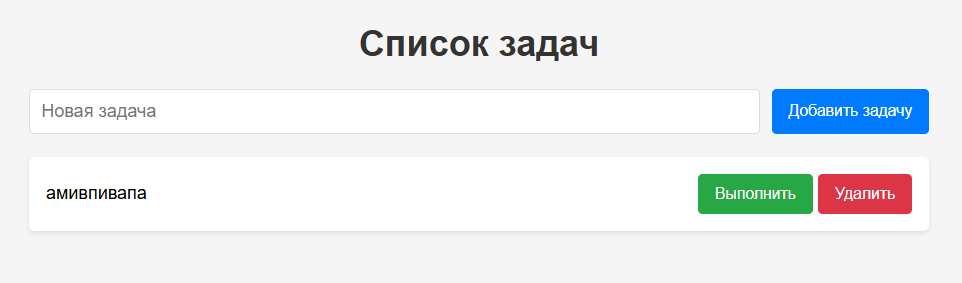 Список задач
Новая задача
Добавить задачу
амивпивапа
Выполнить
Удалить